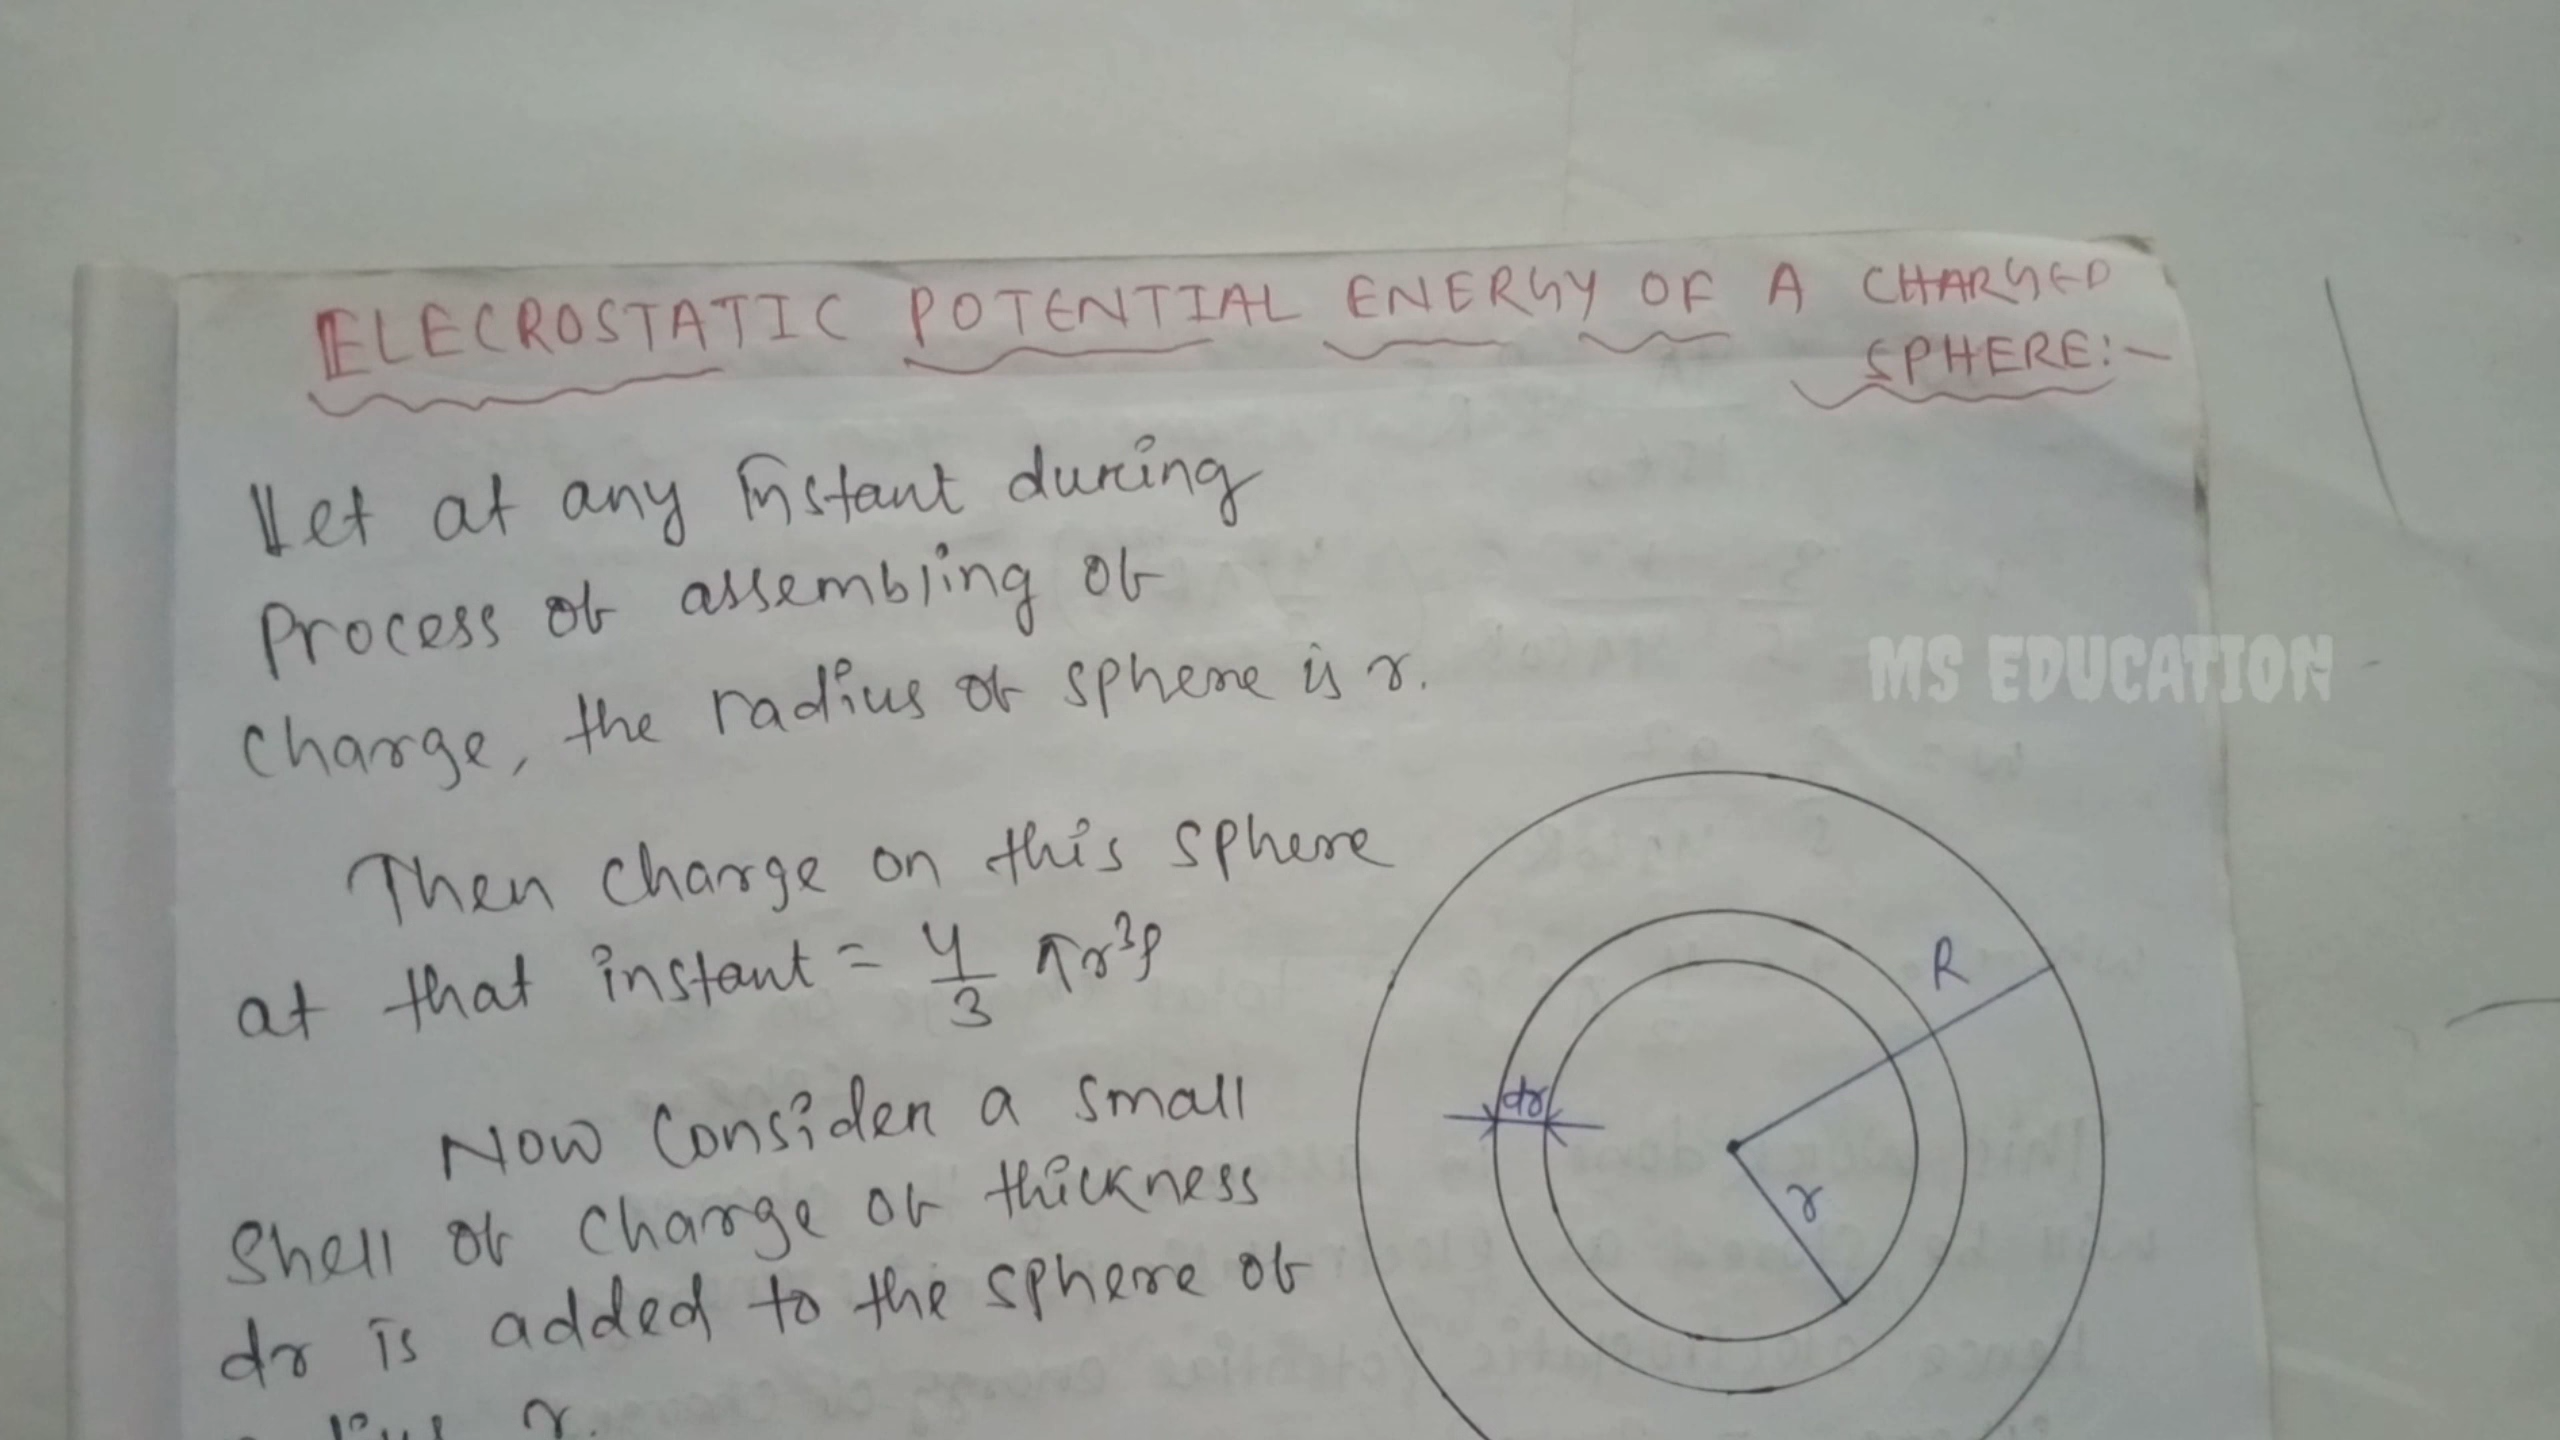 ELECROSTATIC POTENTIAL ENERGY OF A CHARGED
SPHERE:-
Let at any instant during
Process of assembling of
charge, the radius of sphere is r.
Then charge on this sphere
at that instant = 4/3 πr³ρ
Now Consider a small
Shell of charge of thickness
dr is added to the sphere of
r.
MS EDUCATION
R
dr
r